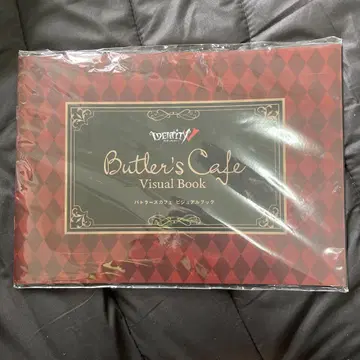 IDENTITY V
Butler's Cafe
Visual Book
バトラーズカフェ ビジュアルブック